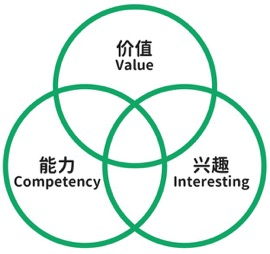 价值
Value
能力
Competency
兴趣
Interesting